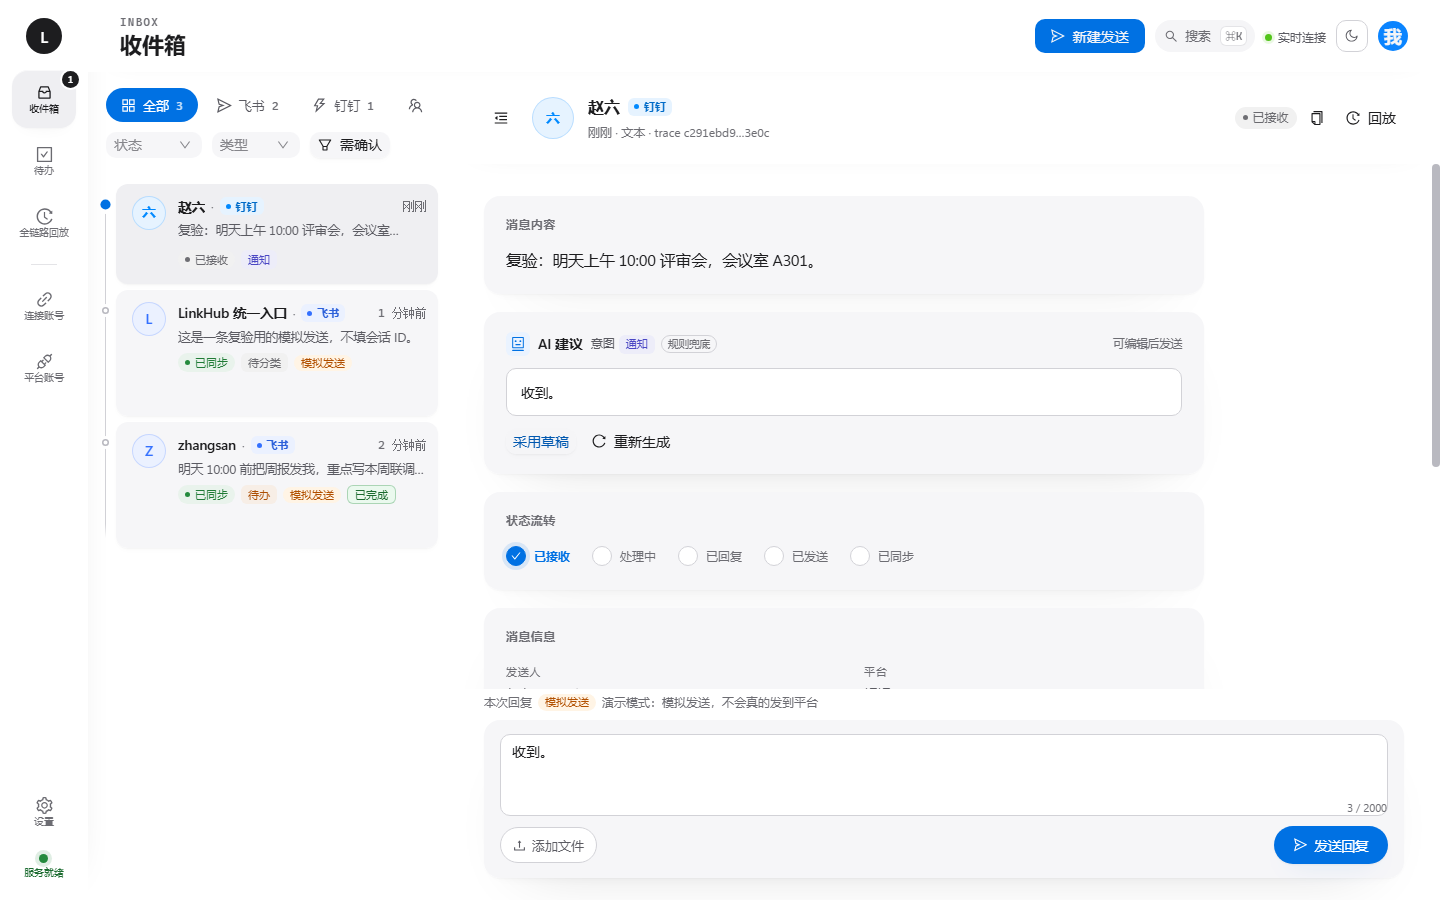 L
INBOX
收件箱
新建发送
搜索 ⌘K
实时连接
我
1
收件箱
待办
全链路回放
连接账号
平台账号
设置
服务就绪
全部 3
飞书 2
钉钉 1
状态
类型
需确认
六
赵六 · 钉钉 刚刚
复验：明天上午 10:00 评审会，会议室...
已接收 通知
L
LinkHub 统一入口 · 飞书 1 分钟前
这是一条复验用的模拟发送，不填会话 ID。
已同步 待分类 模拟发送
Z
zhangsan · 飞书 2 分钟前
明天 10:00 前把周报发我，重点写本周联调...
已同步 待办 模拟发送 已完成
六
赵六 钉钉
刚刚 · 文本 · trace c291ebd9...3e0c
已接收
回放
消息内容
复验：明天上午 10:00 评审会，会议室 A301。
AI 建议 意图 通知 规则兜底 可编辑后发送
收到。
采用草稿 重新生成
状态流转
已接收 处理中 已回复 已发送 已同步
消息信息
发送人 平台
本次回复 模拟发送 演示模式：模拟发送，不会真的发到平台
收到。
3 / 2000
添加文件
发送回复